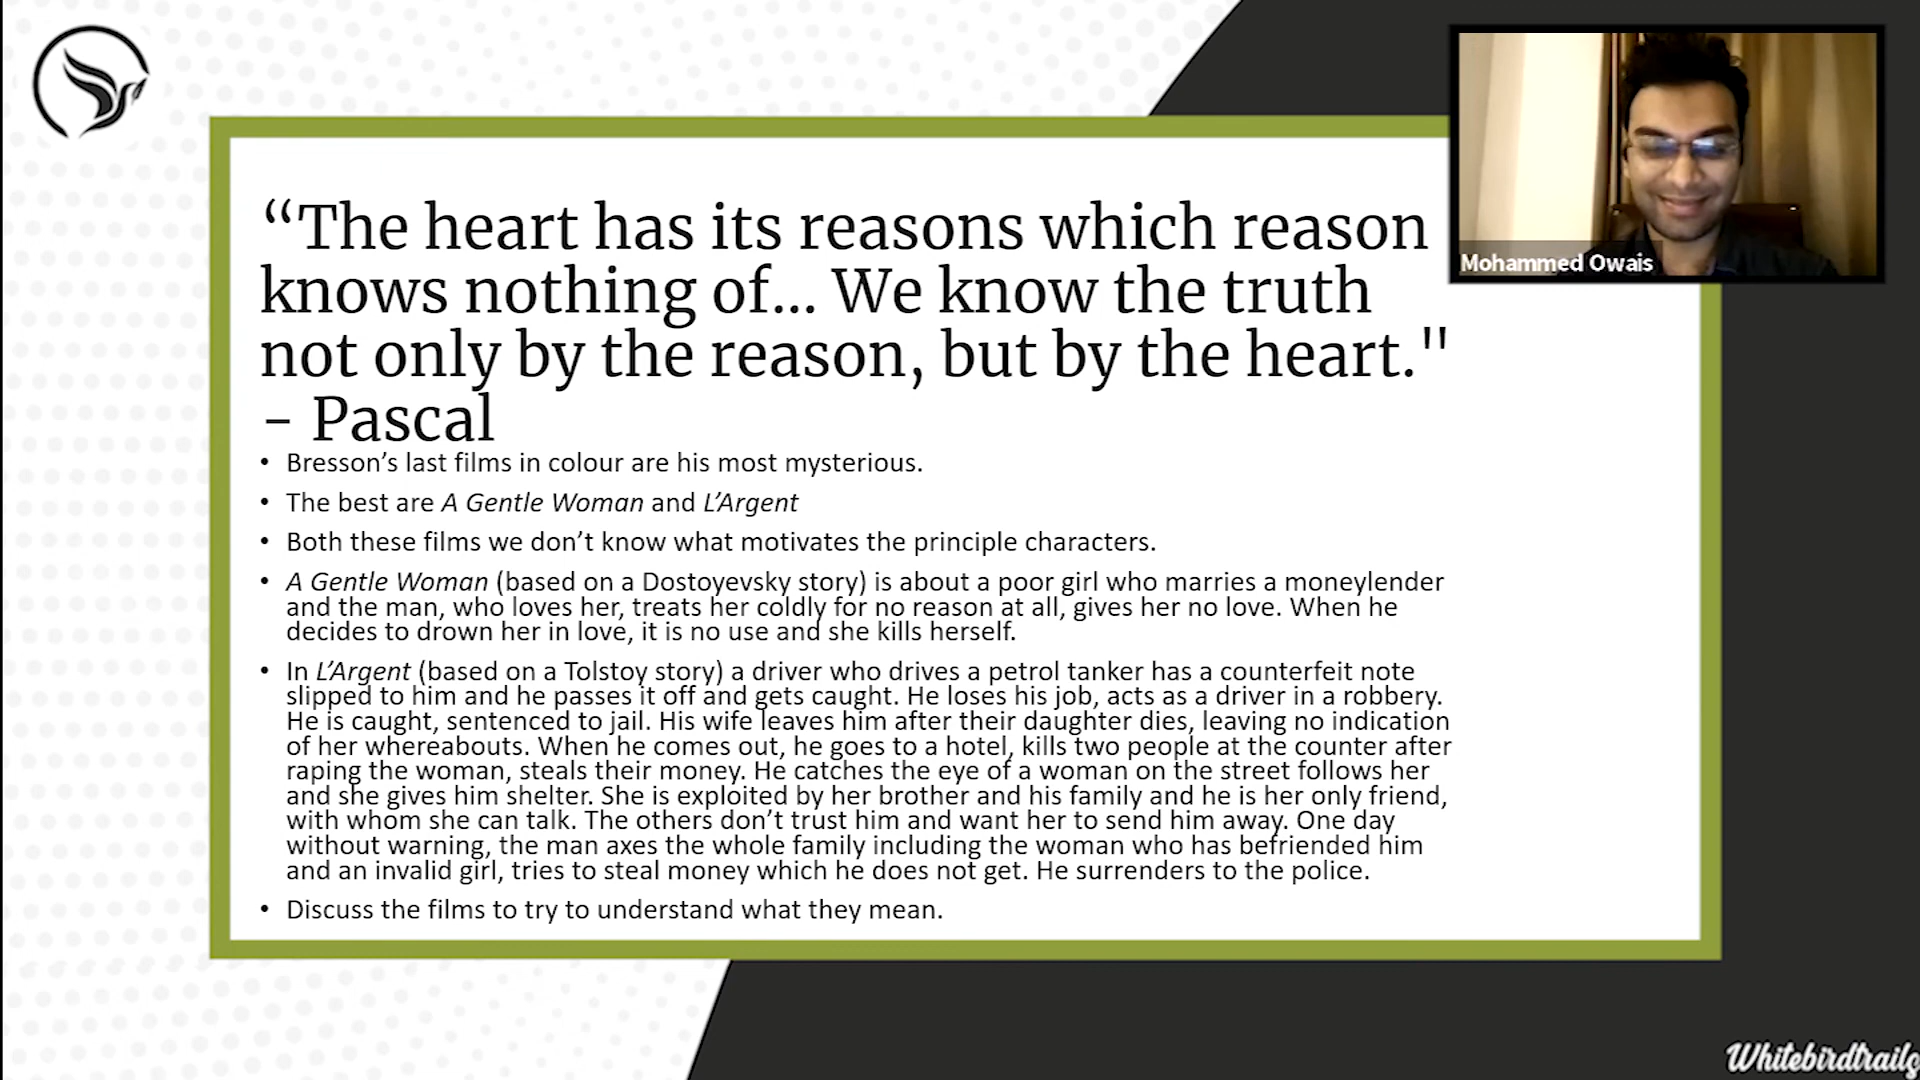 “The heart has its reasons which reason
knows nothing of... We know the truth
not only by the reason, but by the heart."
- Pascal
• Bresson’s last films in colour are his most mysterious.
• The best are A Gentle Woman and L’Argent
• Both these films we don’t know what motivates the principle characters.
• A Gentle Woman (based on a Dostoyevsky story) is about a poor girl who marries a moneylender
and the man, who loves her, treats her coldly for no reason at all, gives her no love. When he
decides to drown her in love, it is no use and she kills herself.
• In L’Argent (based on a Tolstoy story) a driver who drives a petrol tanker has a counterfeit note
slipped to him and he passes it off and gets caught. He loses his job, acts as a driver in a robbery.
He is caught, sentenced to jail. His wife leaves him after their daughter dies, leaving no indication
of her whereabouts. When he comes out, he goes to a hotel, kills two people at the counter after
raping the woman, steals their money. He catches the eye of a woman on the street follows her
and she gives him shelter. She is exploited by her brother and his family and he is her only friend,
with whom she can talk. The others don’t trust him and want her to send him away. One day
without warning, the man axes the whole family including the woman who has befriended him
and an invalid girl, tries to steal money which he does not get. He surrenders to the police.
• Discuss the films to try to understand what they mean.
Mohammed Owais
Whitebirdtrails